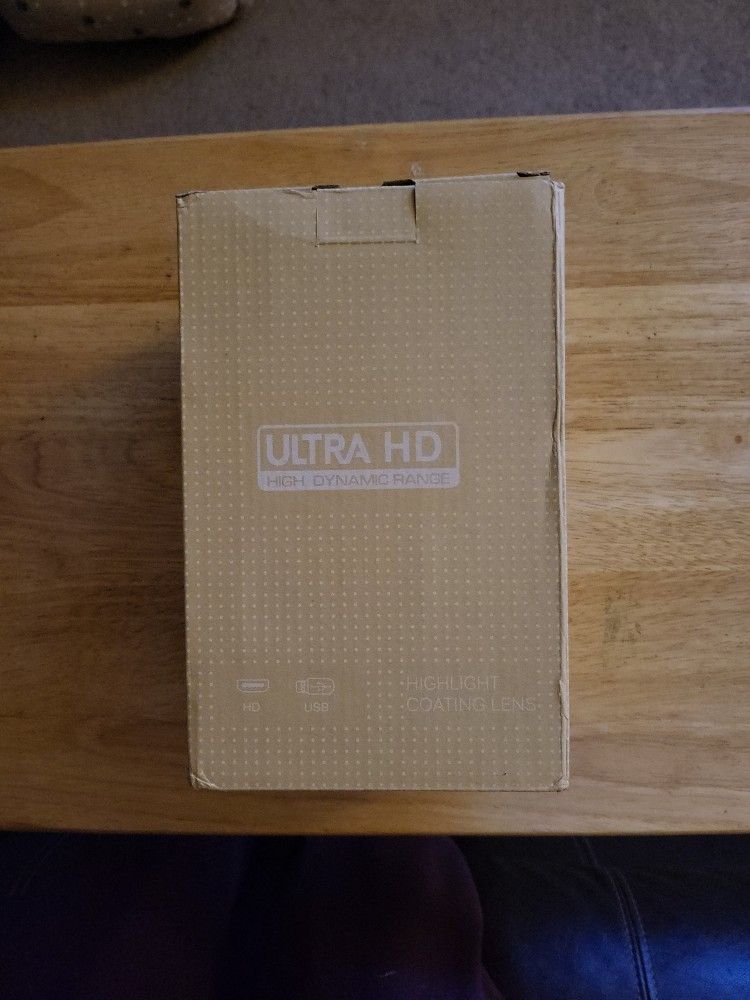 ULTRA HD
HIGH DYNAMIC RANGE
HD USB
HIGHLIGHT
COATING LENS